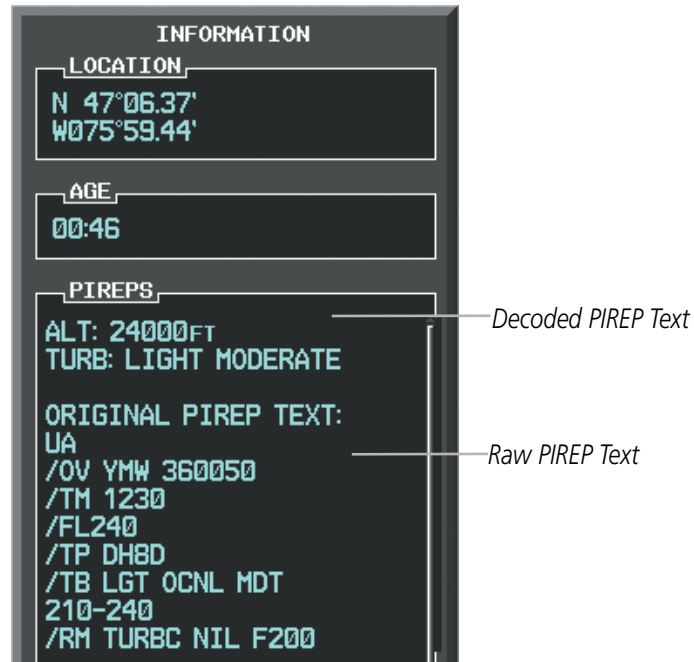 INFORMATION
LOCATION
N 47°06.37'
W075°59.44'
AGE
00:46
PIREPS
ALT: 24000FT
TURB: LIGHT MODERATE
ORIGINAL PIREP TEXT:
UA
/OV YMW 360050
/TM 1230
/FL240
/TP DH8D
/TB LGT OCNL MDT
210-240
/RM TURBC NIL F200
Decoded PIREP Text
Raw PIREP Text